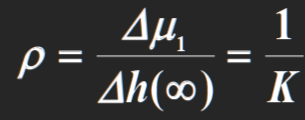 ρ = Δμ₁ / Δh(∞) = 1 / K